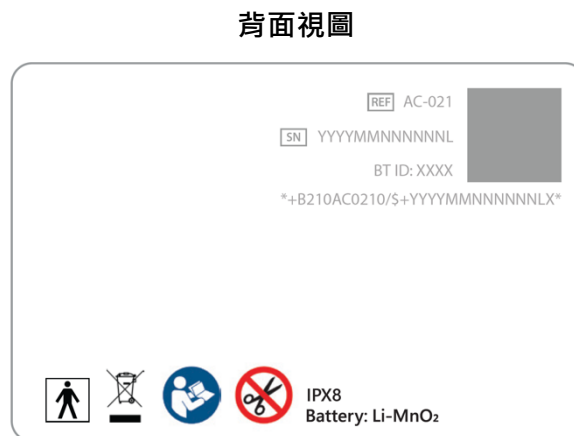 背面視圖
REF AC-021
SN YYYYMMNNNNNNL
BT ID: XXXX
*+B210AC0210/$+YYYYMMNNNNNNLX*
IPX8
Battery: Li-MnO₂